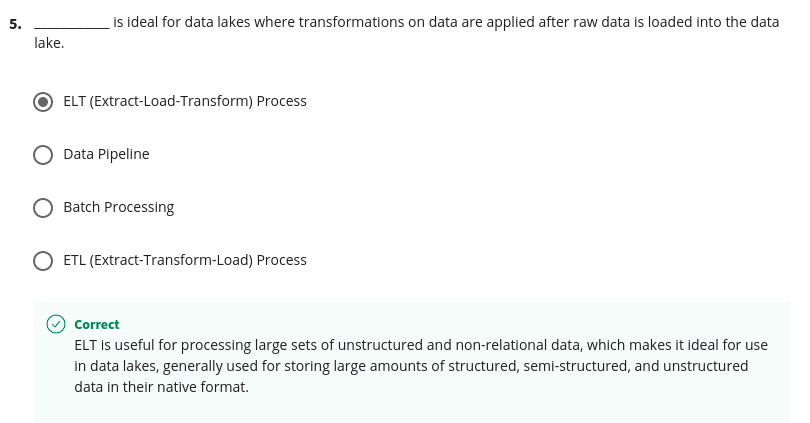 5. ___________ is ideal for data lakes where transformations on data are applied after raw data is loaded into the data
lake.
ELT (Extract-Load-Transform) Process
Data Pipeline
Batch Processing
ETL (Extract-Transform-Load) Process
Correct
ELT is useful for processing large sets of unstructured and non-relational data, which makes it ideal for use
in data lakes, generally used for storing large amounts of structured, semi-structured, and unstructured
data in their native format.